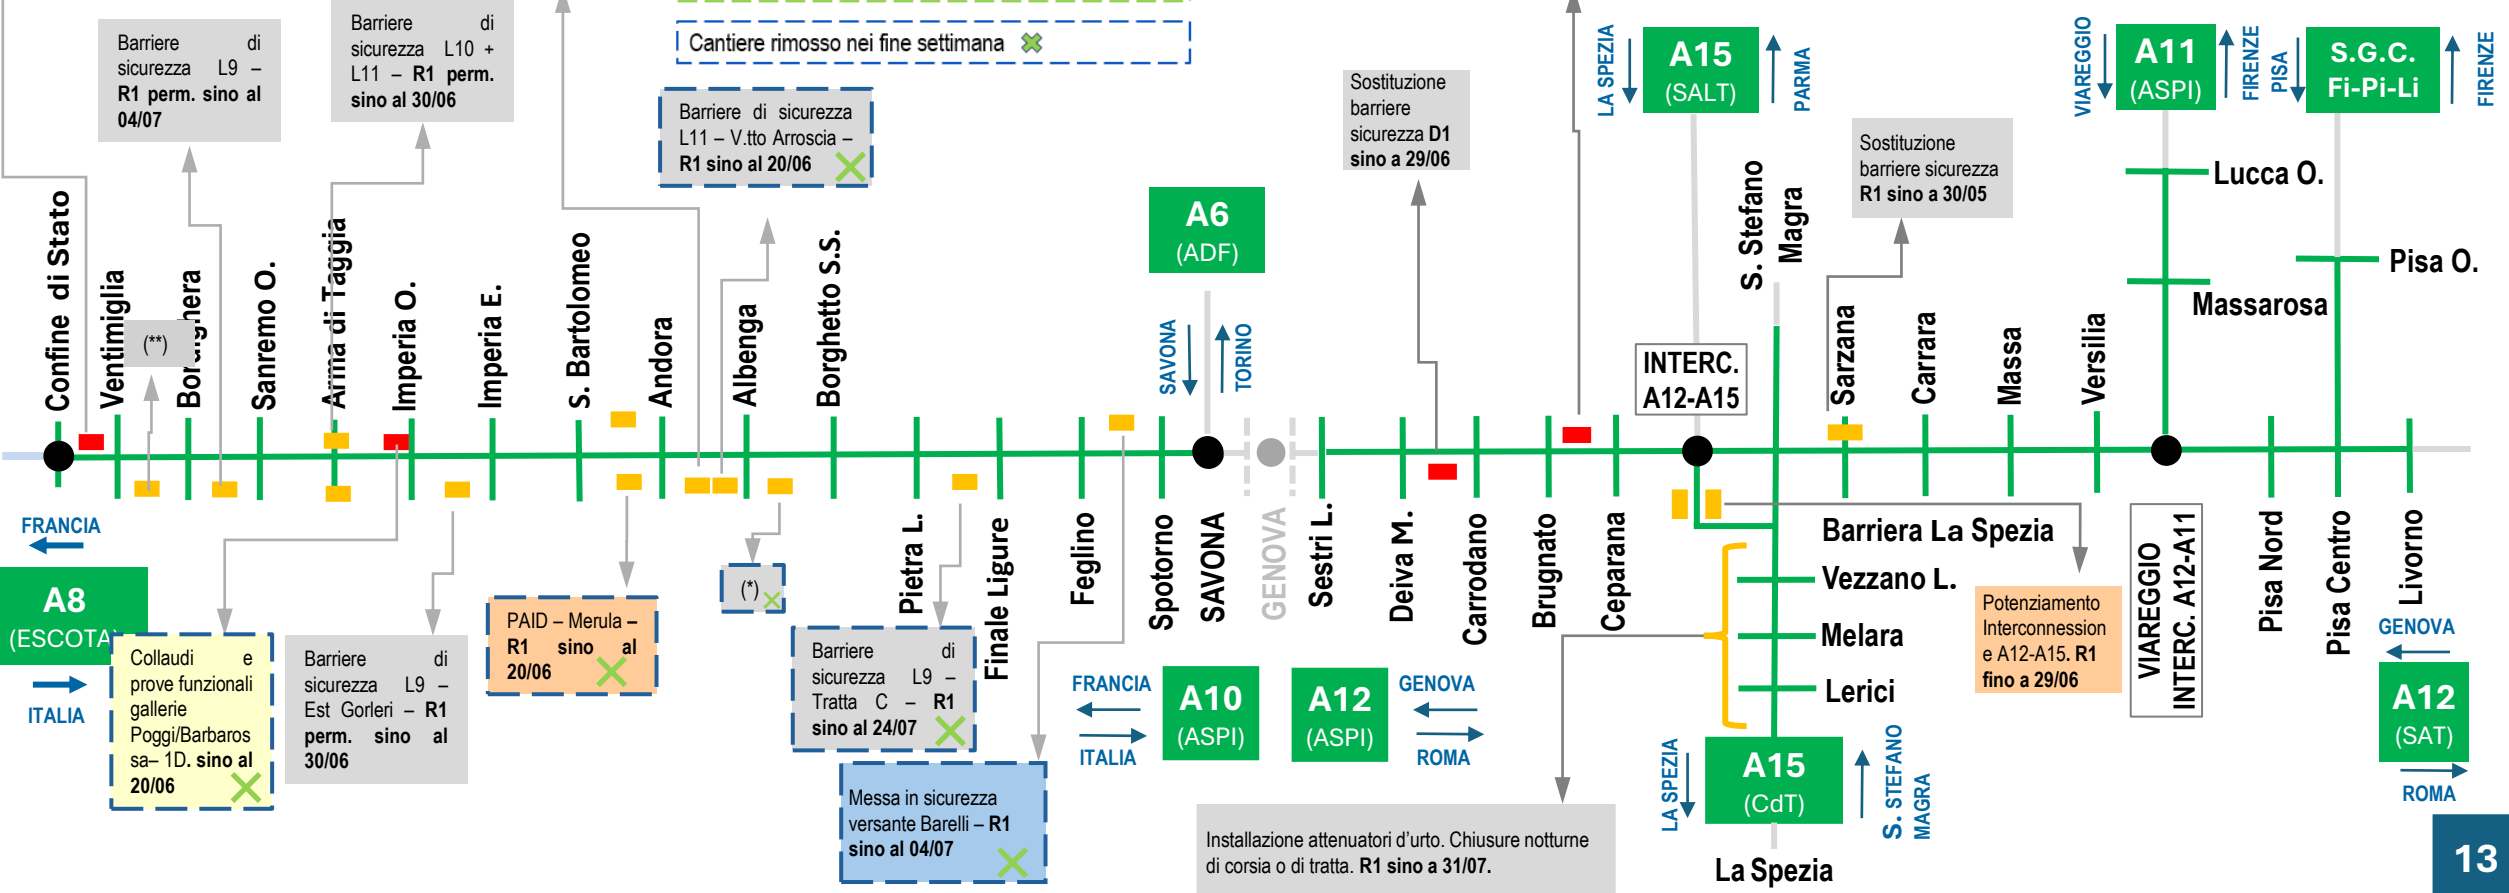 Barriere di
sicurezza L9 –
R1 perm. sino al
04/07
Barriere di
sicurezza L10 +
L11 – R1 perm.
sino al 30/06
Cantiere rimosso nei fine settimana
Barriere di sicurezza
L11 – V.tto Arroscia –
R1 sino al 20/06
Sostituzione
barriere
sicurezza D1
sino a 29/06
LA SPEZIA
A15
(SALT)
PARMA
VIAREGGIO
A11
(ASPI)
FIRENZE
PISA
S.G.C.
Fi-Pi-Li
FIRENZE
Sostituzione
barriere sicurezza
R1 sino a 30/05
Lucca O.
Massarosa
Pisa O.
A6
(ADF)
SAVONA
TORINO
INTERC.
A12-A15
S. Stefano
Magra
Confine di Stato
Ventimiglia
(**)
Bordighera
Sanremo O.
Arma di Taggia
Imperia O.
Imperia E.
S. Bartolomeo
Andora
Albenga
Borghetto S.S.
Sarzana
Carrara
Massa
Versilia
FRANCIA
A8
(ESCOTA)
ITALIA
Pietra L.
Finale Ligure
Feglino
Spotorno
SAVONA
GENOVA
Sestri L.
Deiva M.
Carrodano
Brugnato
Ceparana
Barriera La Spezia
Vezzano L.
Melara
Lerici
VIAREGGIO
INTERC. A12-A11
Pisa Nord
Pisa Centro
Livorno
Collaudi e
prove funzionali
gallerie
Poggi/Barbaros
sa– 1D. sino al
20/06
Barriere di
sicurezza L9 –
Est Gorleri – R1
perm. sino al
30/06
PAID – Merula –
R1 sino al
20/06
(*)
Barriere di
sicurezza L9 –
Tratta C – R1
sino al 24/07
Messa in sicurezza
versante Barelli – R1
sino al 04/07
FRANCIA
ITALIA
A10
(ASPI)
A12
(ASPI)
GENOVA
ROMA
Potenziamento
Interconnession
e A12-A15. R1
fino a 29/06
GENOVA
A12
(SAT)
ROMA
LA SPEZIA
A15
(CdT)
S. STEFANO
MAGRA
La Spezia
Installazione attenuatori d'urto. Chiusure notturne
di corsia o di tratta. R1 sino a 31/07.
13